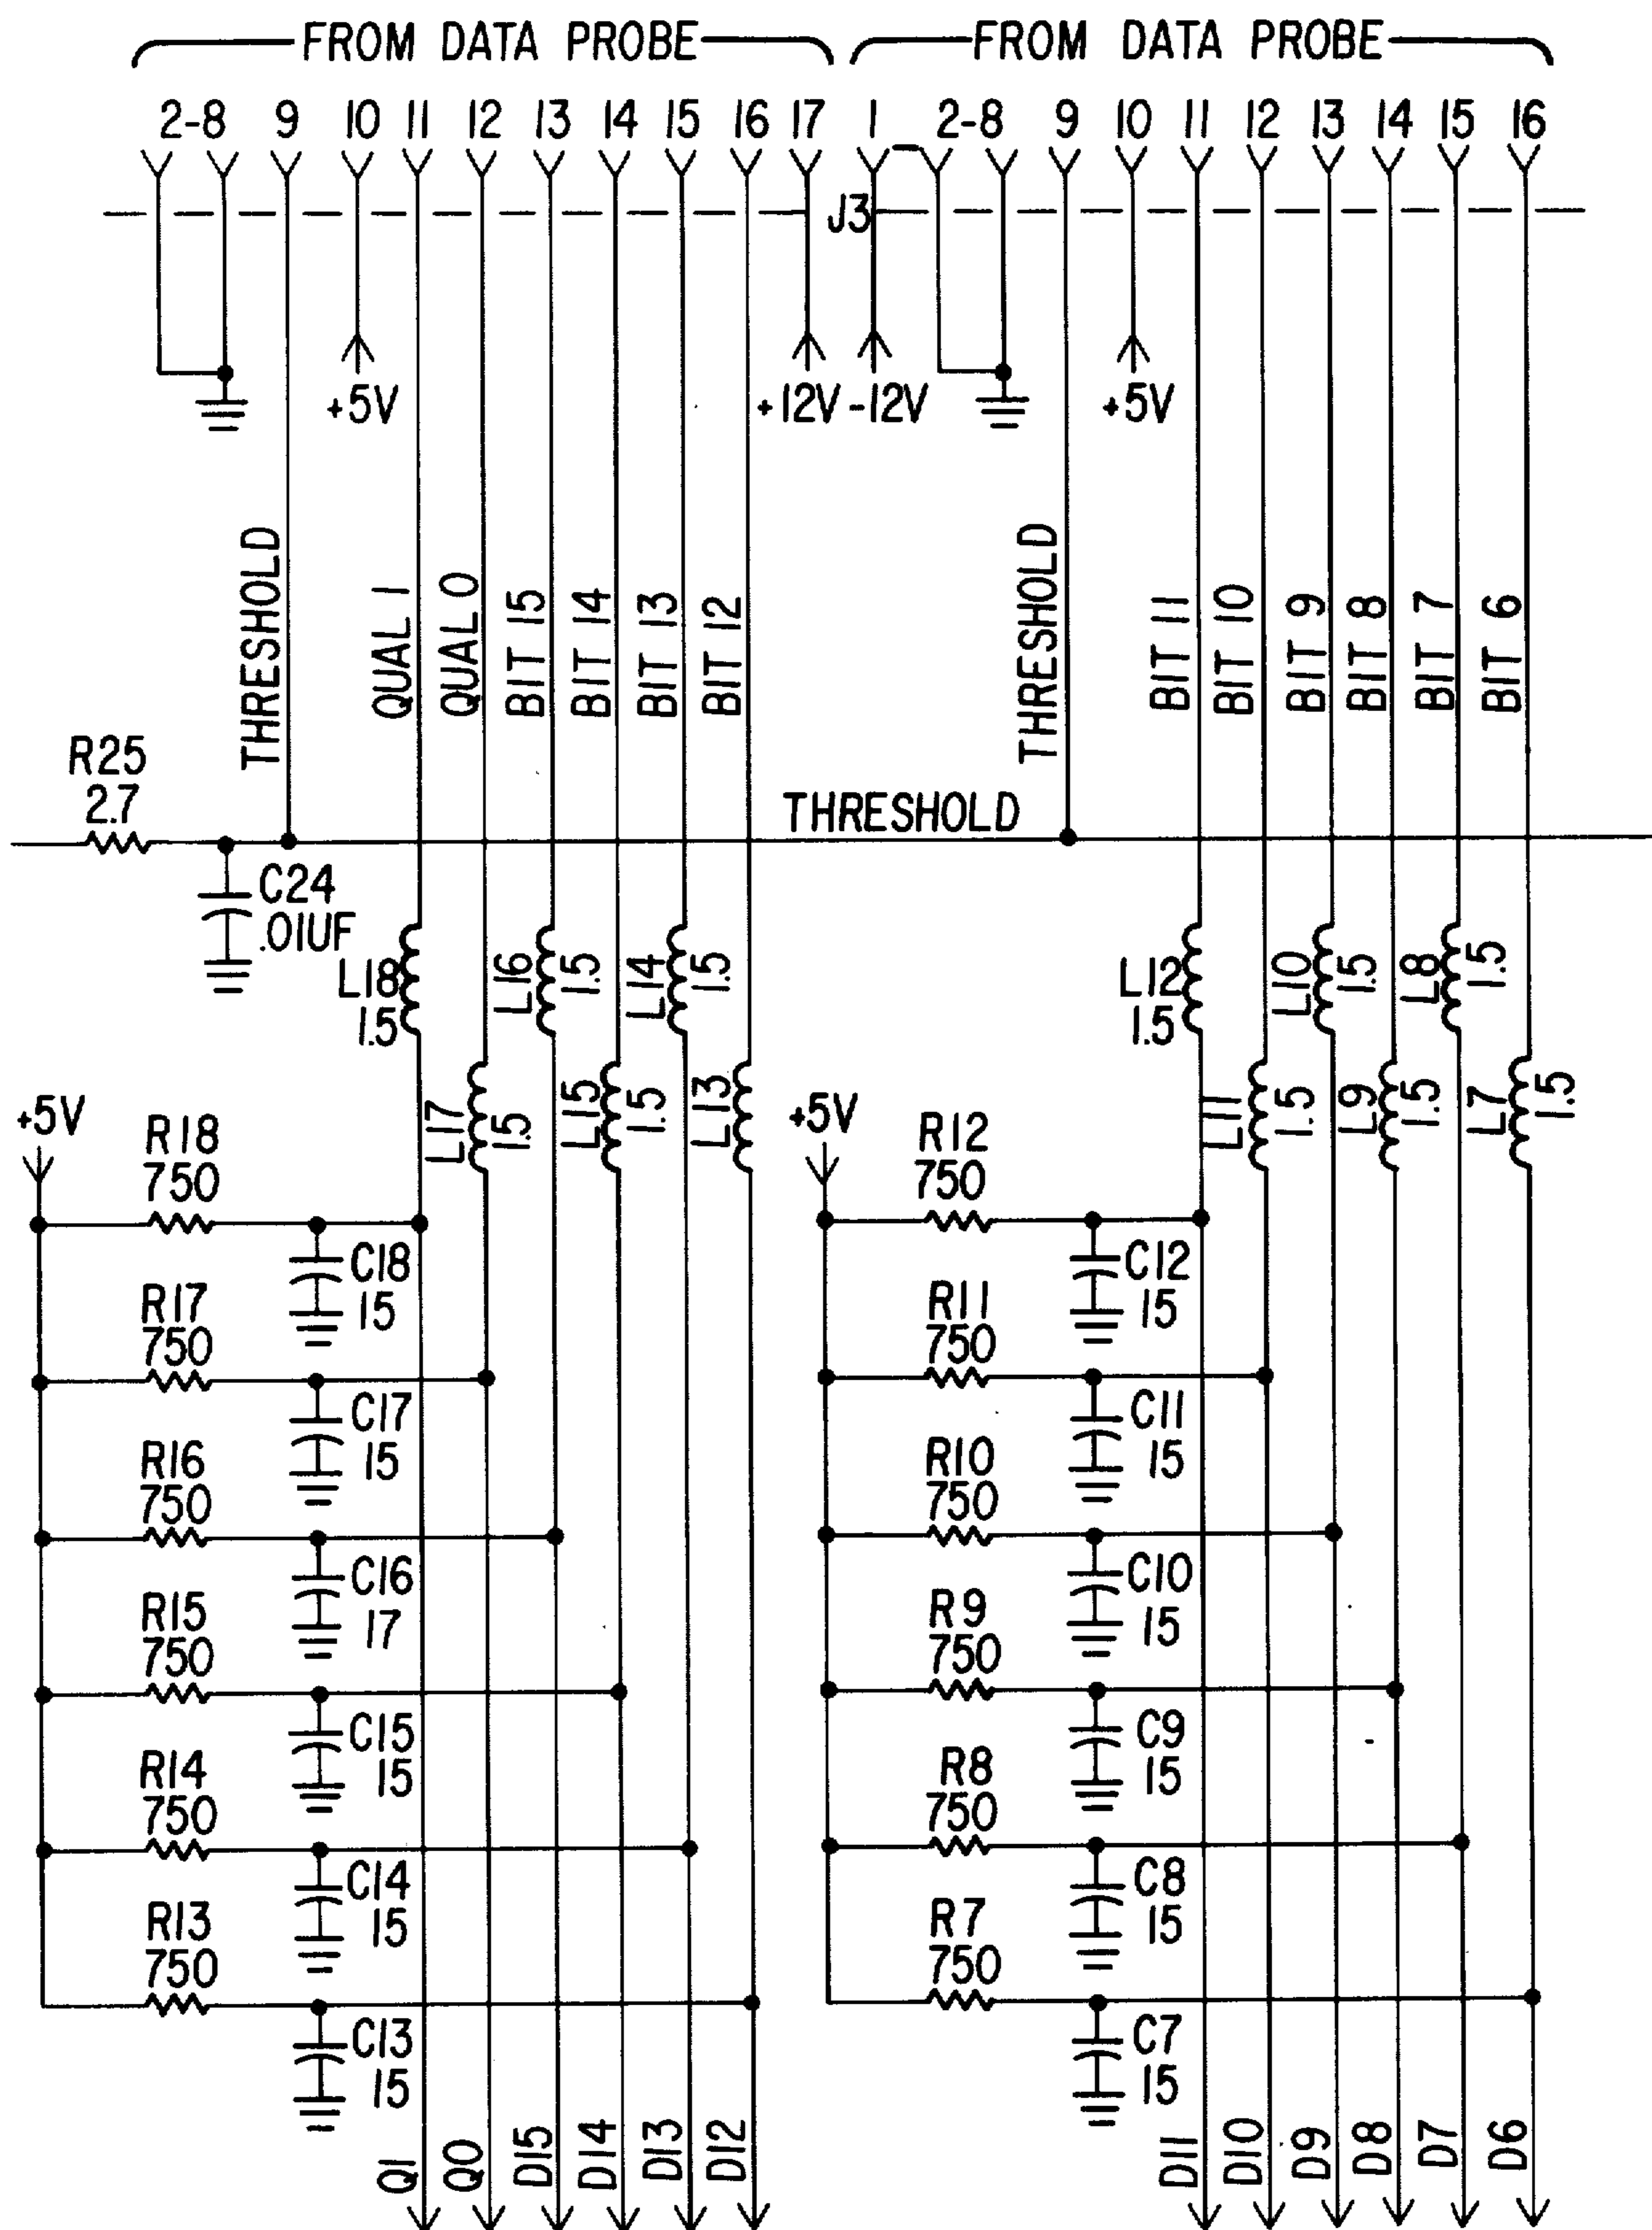 FROM DATA PROBE FROM DATA PROBE
2-8 9 10 11 12 13 14 15 16 17 1 2-8 9 10 11 12 13 14 15 16
J3
+5V +12V -12V +5V
THRESHOLD
QUAL 1
QUAL 0
BIT 15
BIT 14
BIT 13
BIT 12
THRESHOLD
BIT 11
BIT 10
BIT 9
BIT 8
BIT 7
BIT 6
R25
2.7
THRESHOLD
C24
.01UF
L18
1.5
L16
1.5
L14
1.5
L12
1.5
L10
1.5
L8
1.5
L17
1.5
L15
1.5
L13
L11
1.5
L9
1.5
L7
1.5
+5V
R18
750
C18
15
R17
750
C17
15
R16
750
C16
17
R15
750
C15
15
R14
750
C14
15
R13
750
C13
15
+5V
R12
750
C12
15
R11
750
C11
15
R10
750
C10
15
R9
750
C9
15
R8
750
C8
15
R7
750
C7
15
Q1
Q0
D15
D14
D13
D12
D11
D10
D9
D8
D7
D6